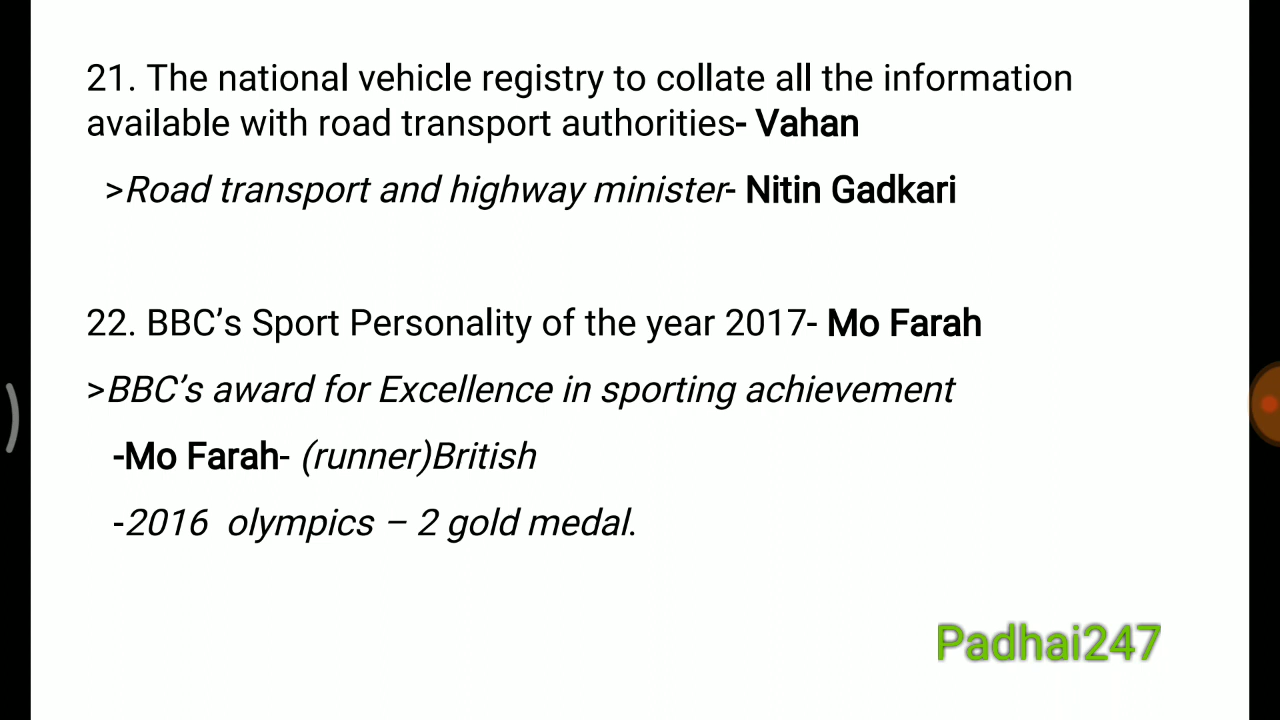 21. The national vehicle registry to collate all the information
available with road transport authorities- Vahan
>Road transport and highway minister- Nitin Gadkari
22. BBC’s Sport Personality of the year 2017- Mo Farah
>BBC’s award for Excellence in sporting achievement
-Mo Farah- (runner)British
-2016 olympics – 2 gold medal.
Padhai247